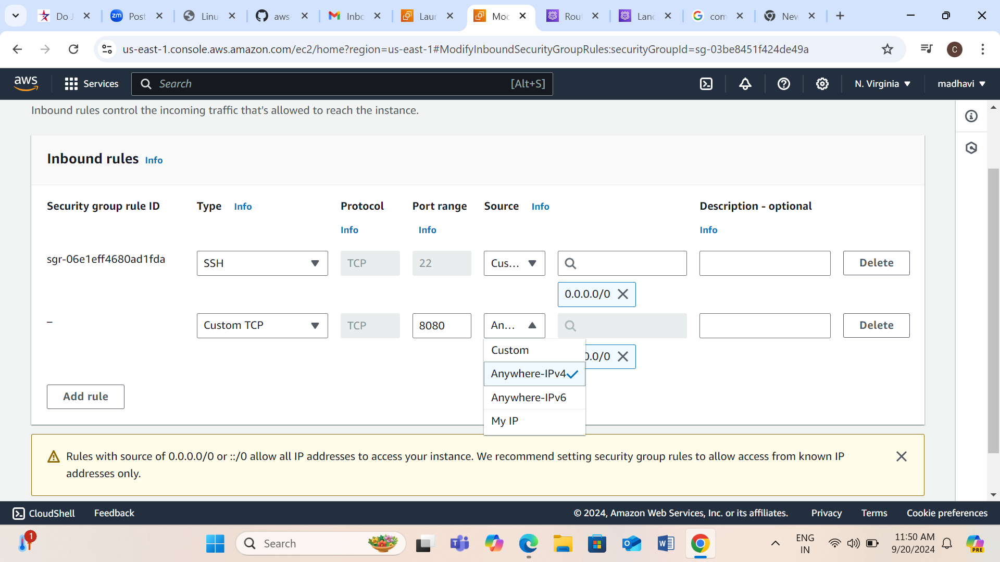 Do J
zm Post
Linu
aws
Inbo
Laun
Moc
Rou
Lanc
com
New
us-east-1.console.aws.amazon.com/ec2/home?region=us-east-1#ModifyInboundSecurityGroupRules:securityGroupId=sg-03be8451f424de49a
C
aws Services Search [Alt+S] N. Virginia madhavi
Inbound rules control the incoming traffic that's allowed to reach the instance.
Inbound rules Info
Security group rule ID Type Info Protocol Port range Source Info Description - optional
Info Info Info
sgr-06e1eff4680ad1fda SSH TCP 22 Cus... Delete
0.0.0.0/0
– Custom TCP TCP 8080 An... Delete
Custom 0.0/0
Anywhere-IPv4
Anywhere-IPv6
My IP
Add rule
Rules with source of 0.0.0.0/0 or ::/0 allow all IP addresses to access your instance. We recommend setting security group rules to allow access from known IP
addresses only.
CloudShell Feedback © 2024, Amazon Web Services, Inc. or its affiliates. Privacy Terms Cookie preferences
1 Search ENG 11:50 AM
IN 9/20/2024 PRE